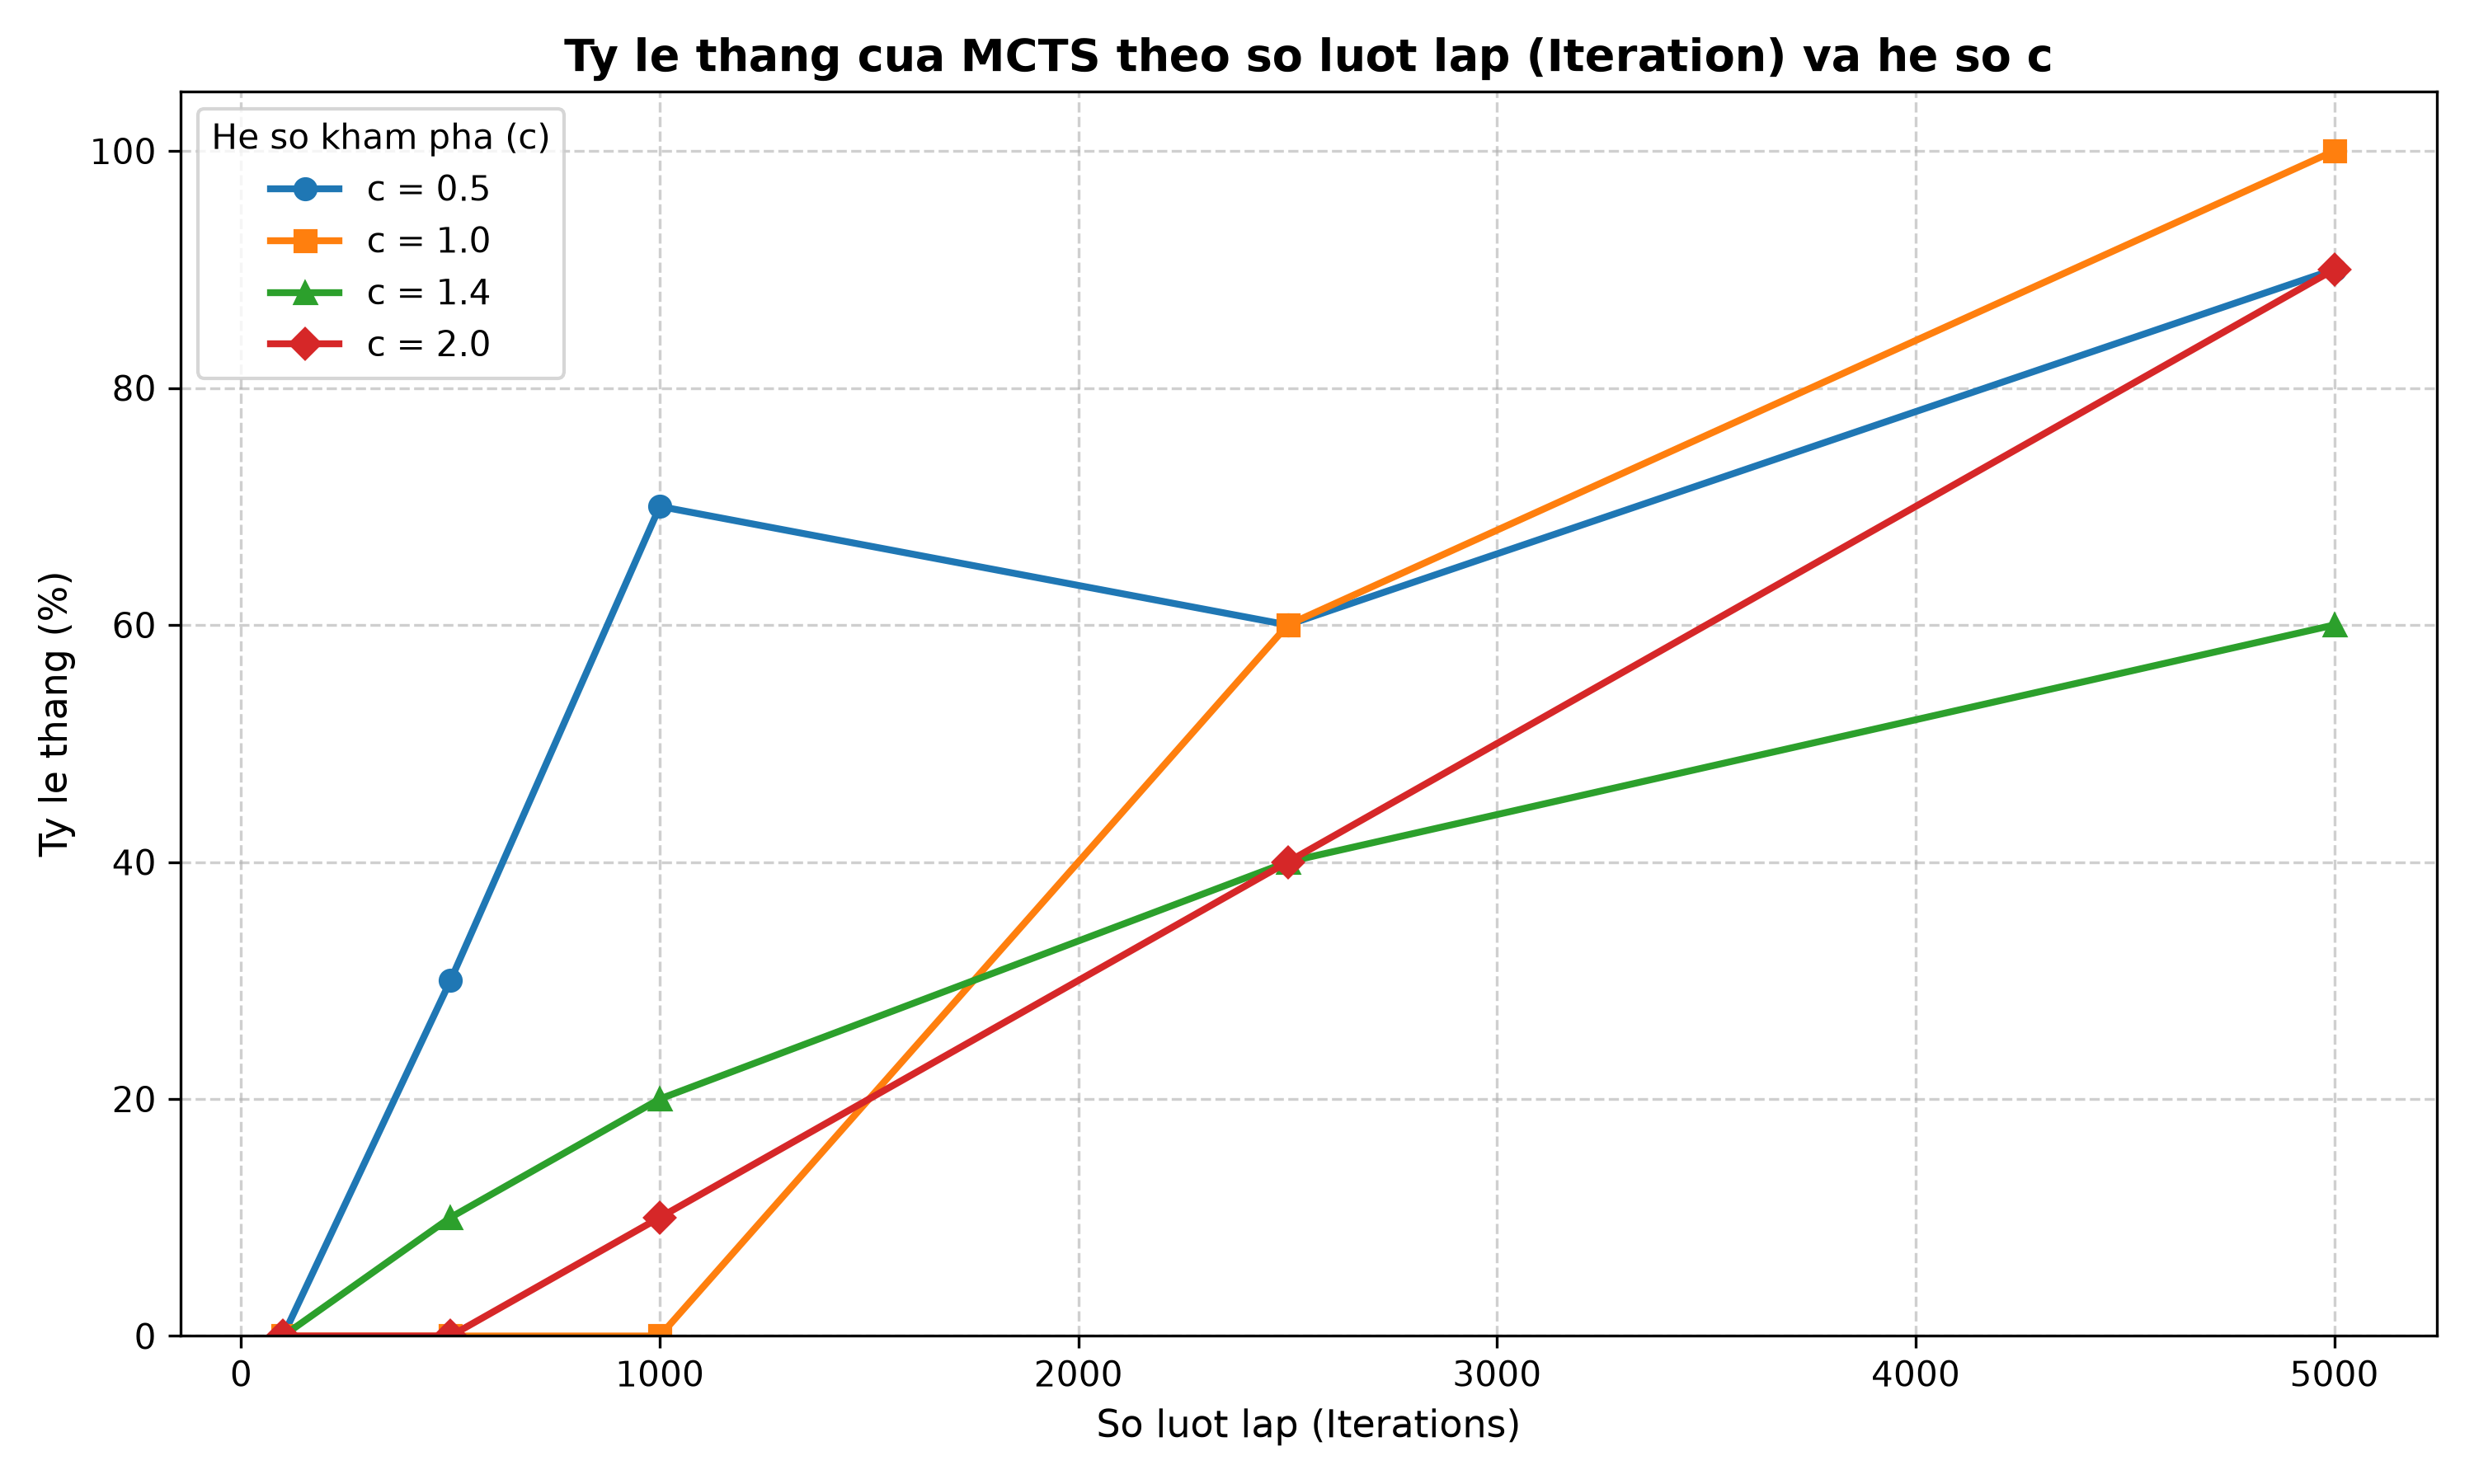 Ty le thang cua MCTS theo so luot lap (Iteration) va he so c
He so kham pha (c)
c = 0.5
c = 1.0
c = 1.4
c = 2.0
Ty le thang (%)
100
80
60
40
20
0
0 1000 2000 3000 4000 5000
So luot lap (Iterations)